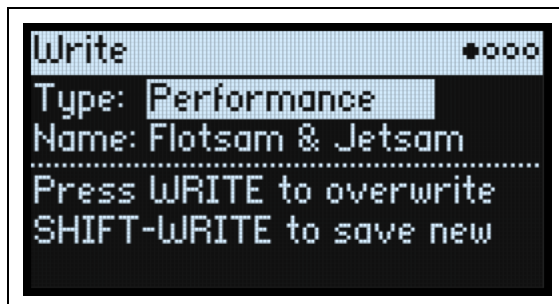 Write
Type: Performance
Name: Flotsam & Jetsam
Press WRITE to overwrite
SHIFT-WRITE to save new